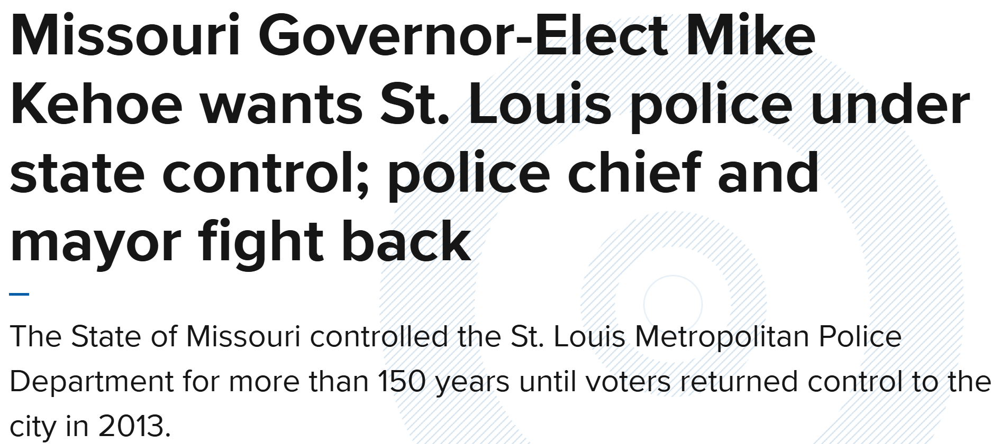 Missouri Governor-Elect Mike
Kehoe wants St. Louis police under
state control; police chief and
mayor fight back
The State of Missouri controlled the St. Louis Metropolitan Police
Department for more than 150 years until voters returned control to the
city in 2013.